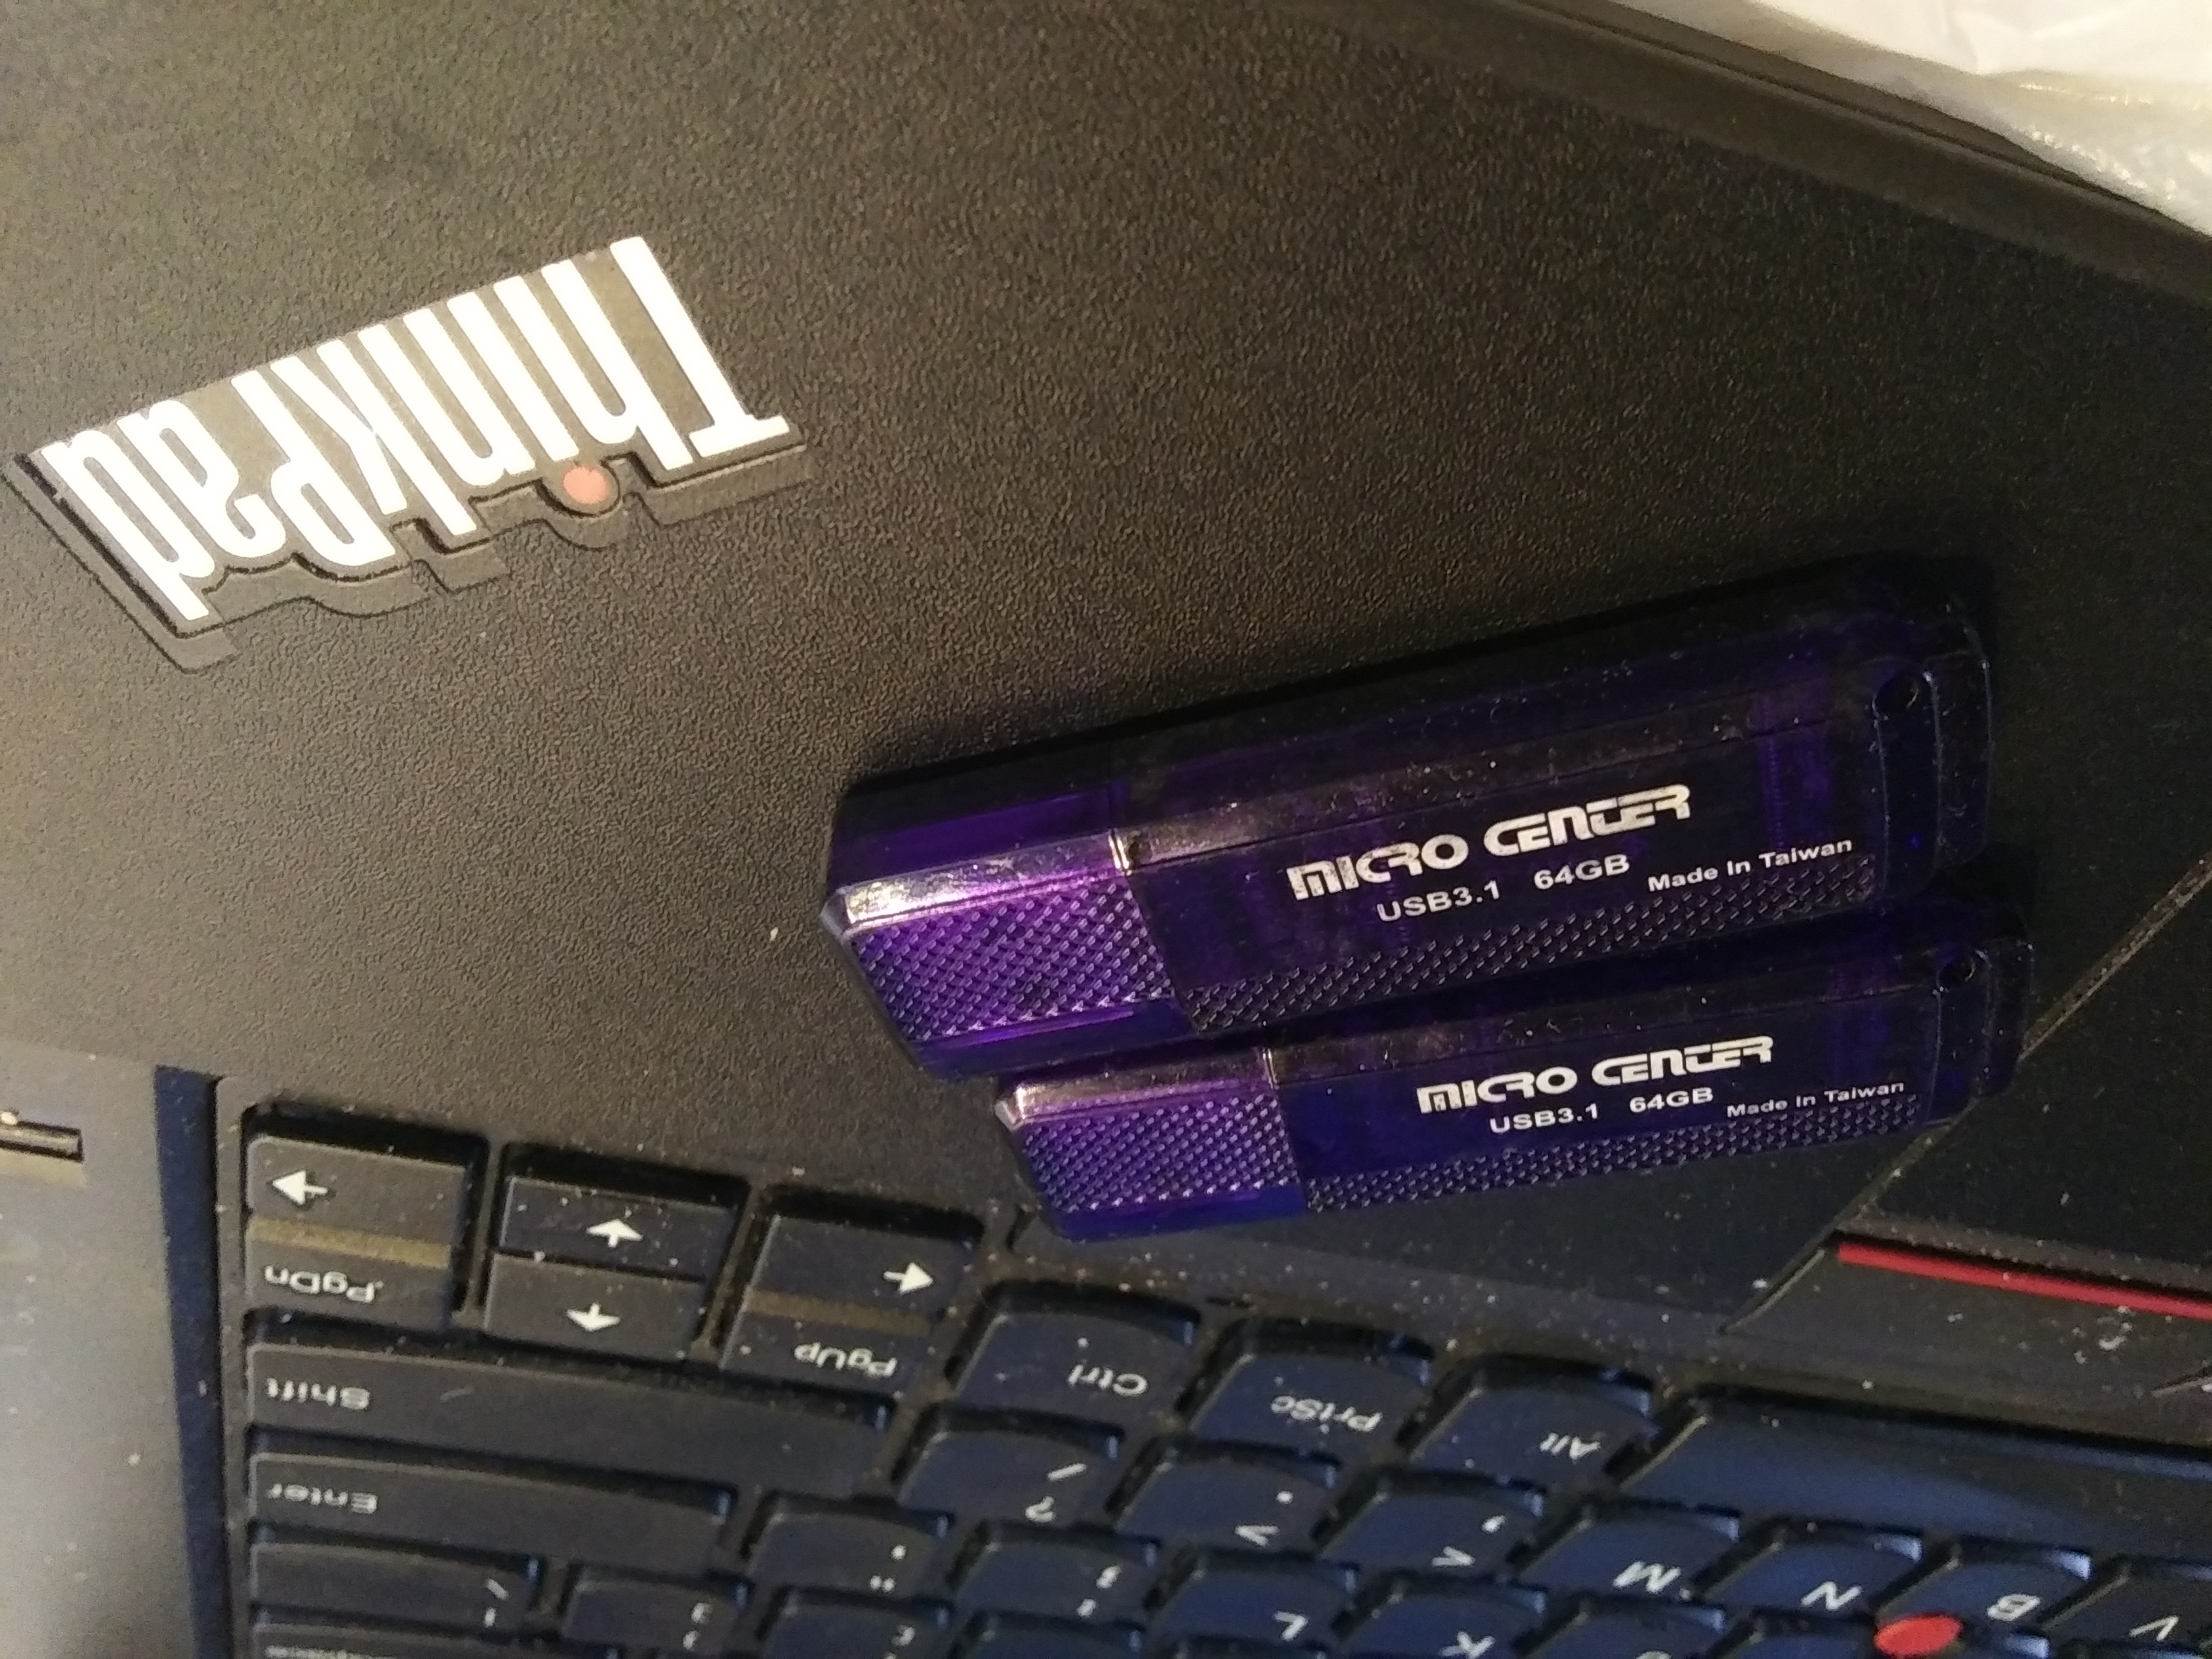 K L
V B N M < , > . ? / : ; " '
Enter
Alt PrtSc Ctrl
Shift
PgUp
PgDn
MICRO CENTER
USB3.1 64GB Made In Taiwan
MICRO CENTER
USB3.1 64GB Made In Taiwan
ThinkPad